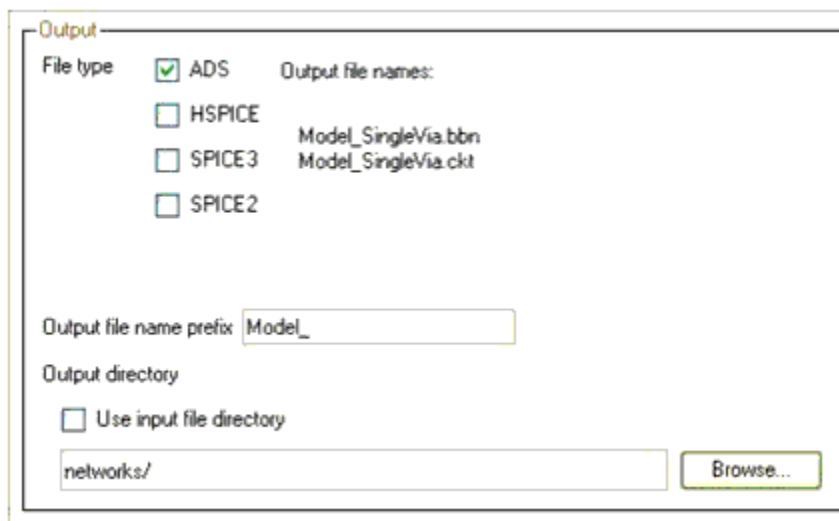 Output
File type ADS Output file names:
HSPICE
Model_SingleVia.bbn
SPICE3 Model_SingleVia.ckt
SPICE2
Output file name prefix Model_
Output directory
Use input file directory
networks/ Browse...